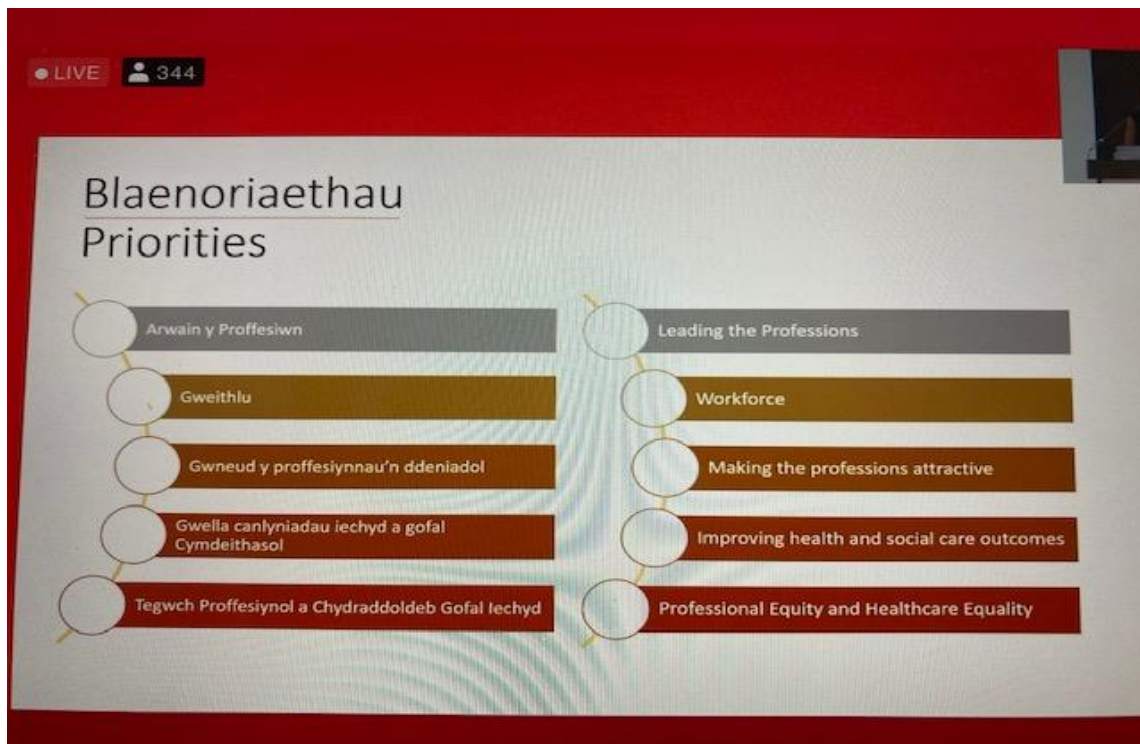 LIVE
344
Blaenoriaethau
Priorities
Arwain y Proffesiwn
Gweithlu
Gwneud y proffesiynnau'n ddeniadol
Gwella canlyniadau iechyd a gofal
Cymdeithasol
Tegwch Proffesiynol a Chydraddoldeb Gofal Iechyd
Leading the Professions
Workforce
Making the professions attractive
Improving health and social care outcomes
Professional Equity and Healthcare Equality